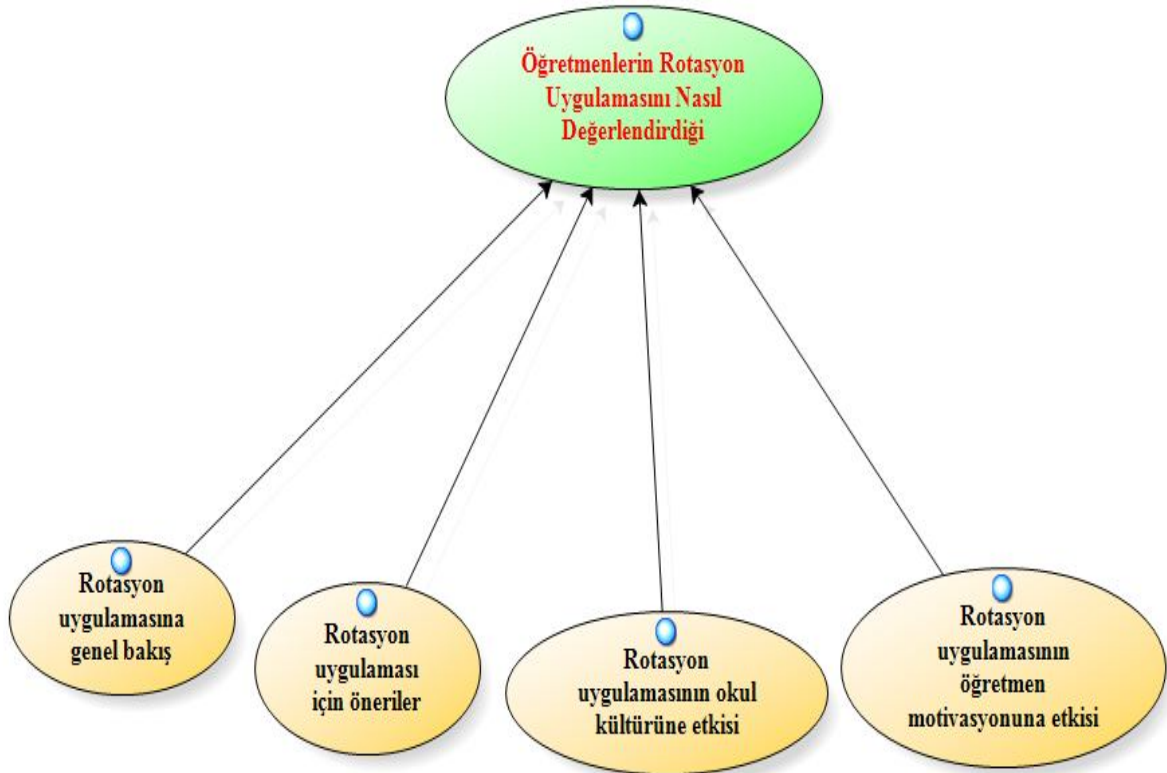 Öğretmenlerin Rotasyon
Uygulamasını Nasıl
Değerlendirdiği
Rotasyon
uygulamasına
genel bakış
Rotasyon
uygulaması
için öneriler
Rotasyon
uygulamasının okul
kültürüne etkisi
Rotasyon
uygulamasının
öğretmen
motivasyonuna etkisi